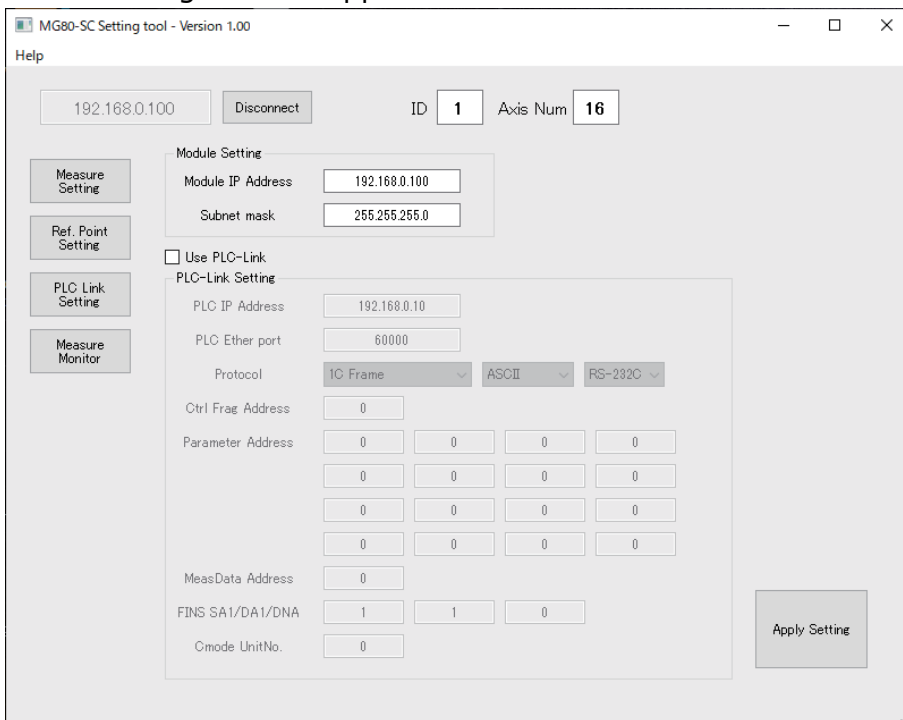 MG80-SC Setting tool - Version 1.00
Help
192.168.0.100 Disconnect ID 1 Axis Num 16
Measure Setting
Ref. Point Setting
PLC Link Setting
Measure Monitor
Module Setting
Module IP Address 192.168.0.100
Subnet mask 255.255.255.0
Use PLC-Link
PLC-Link Setting
PLC IP Address 192.168.0.10
PLC Ether port 60000
Protocol 1C Frame ASCII RS-232C
Ctrl Frag Address 0
Parameter Address 0 0 0 0
0 0 0 0
0 0 0 0
0 0 0 0
MeasData Address 0
FINS SA1/DA1/DNA 1 1 0
Cmode UnitNo. 0
Apply Setting